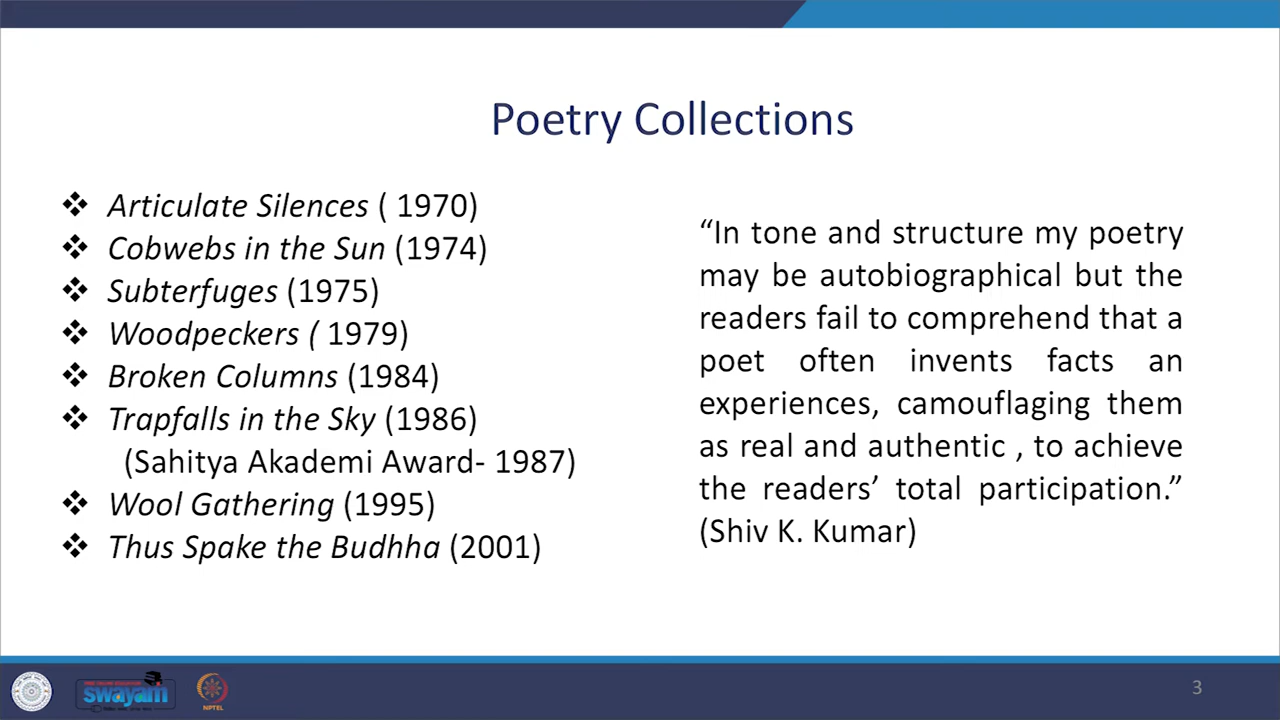 Poetry Collections
❖ Articulate Silences ( 1970)
❖ Cobwebs in the Sun (1974)
❖ Subterfuges (1975)
❖ Woodpeckers ( 1979)
❖ Broken Columns (1984)
❖ Trapfalls in the Sky (1986)
(Sahitya Akademi Award- 1987)
❖ Wool Gathering (1995)
❖ Thus Spake the Budhha (2001)
“In tone and structure my poetry
may be autobiographical but the
readers fail to comprehend that a
poet often invents facts an
experiences, camouflaging them
as real and authentic , to achieve
the readers’ total participation.”
(Shiv K. Kumar)
swayam
NPTEL
3